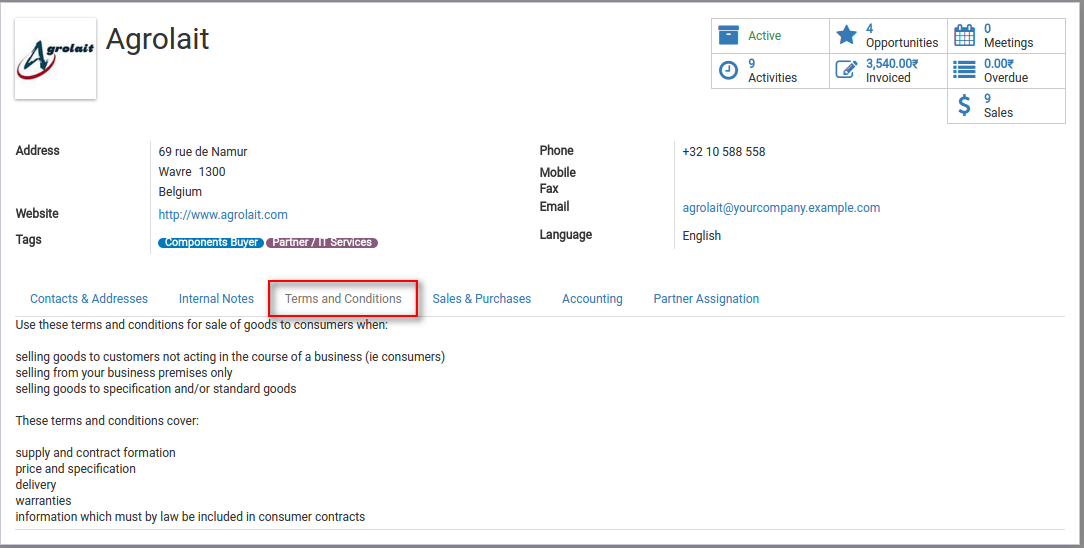 Agrolait
Agrolait
Active
4
Opportunities
0
Meetings
9
Activities
3,540.00₹
Invoiced
0.00₹
Overdue
9
Sales
Address
69 rue de Namur
Wavre 1300
Belgium
Website
http://www.agrolait.com
Tags
Components Buyer Partner / IT Services
Phone
+32 10 588 558
Mobile
Fax
Email
agrolait@yourcompany.example.com
Language
English
Contacts & Addresses Internal Notes Terms and Conditions Sales & Purchases Accounting Partner Assignation
Use these terms and conditions for sale of goods to consumers when:
selling goods to customers not acting in the course of a business (ie consumers)
selling from your business premises only
selling goods to specification and/or standard goods
These terms and conditions cover:
supply and contract formation
price and specification
delivery
warranties
information which must by law be included in consumer contracts